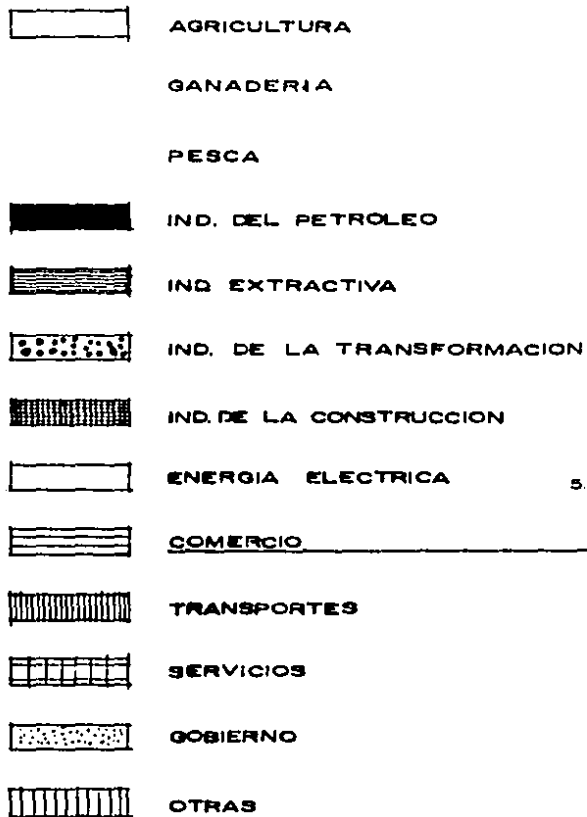 AGRICULTURA
GANADERIA
PESCA
IND. DEL PETROLEO
IND EXTRACTIVA
IND. DE LA TRANSFORMACION
IND. DE LA CONSTRUCCION
ENERGIA ELECTRICA 5.
COMERCIO
TRANSPORTES
SERVICIOS
GOBIERNO
OTRAS